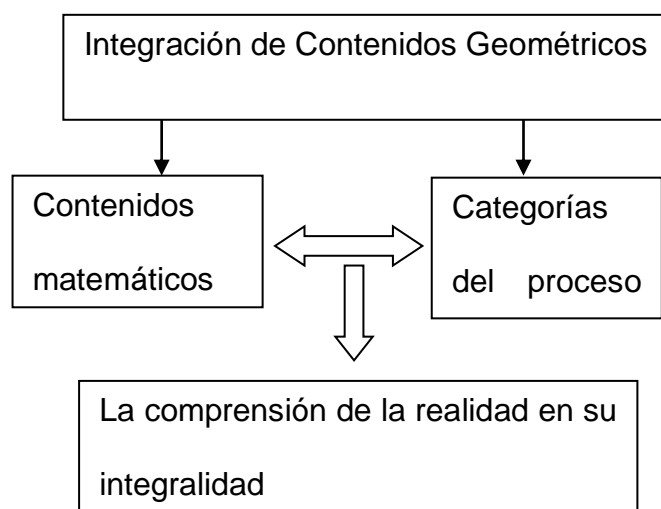 Integración de Contenidos Geométricos
Contenidos
matemáticos
Categorías
del proceso
La comprensión de la realidad en su
integralidad